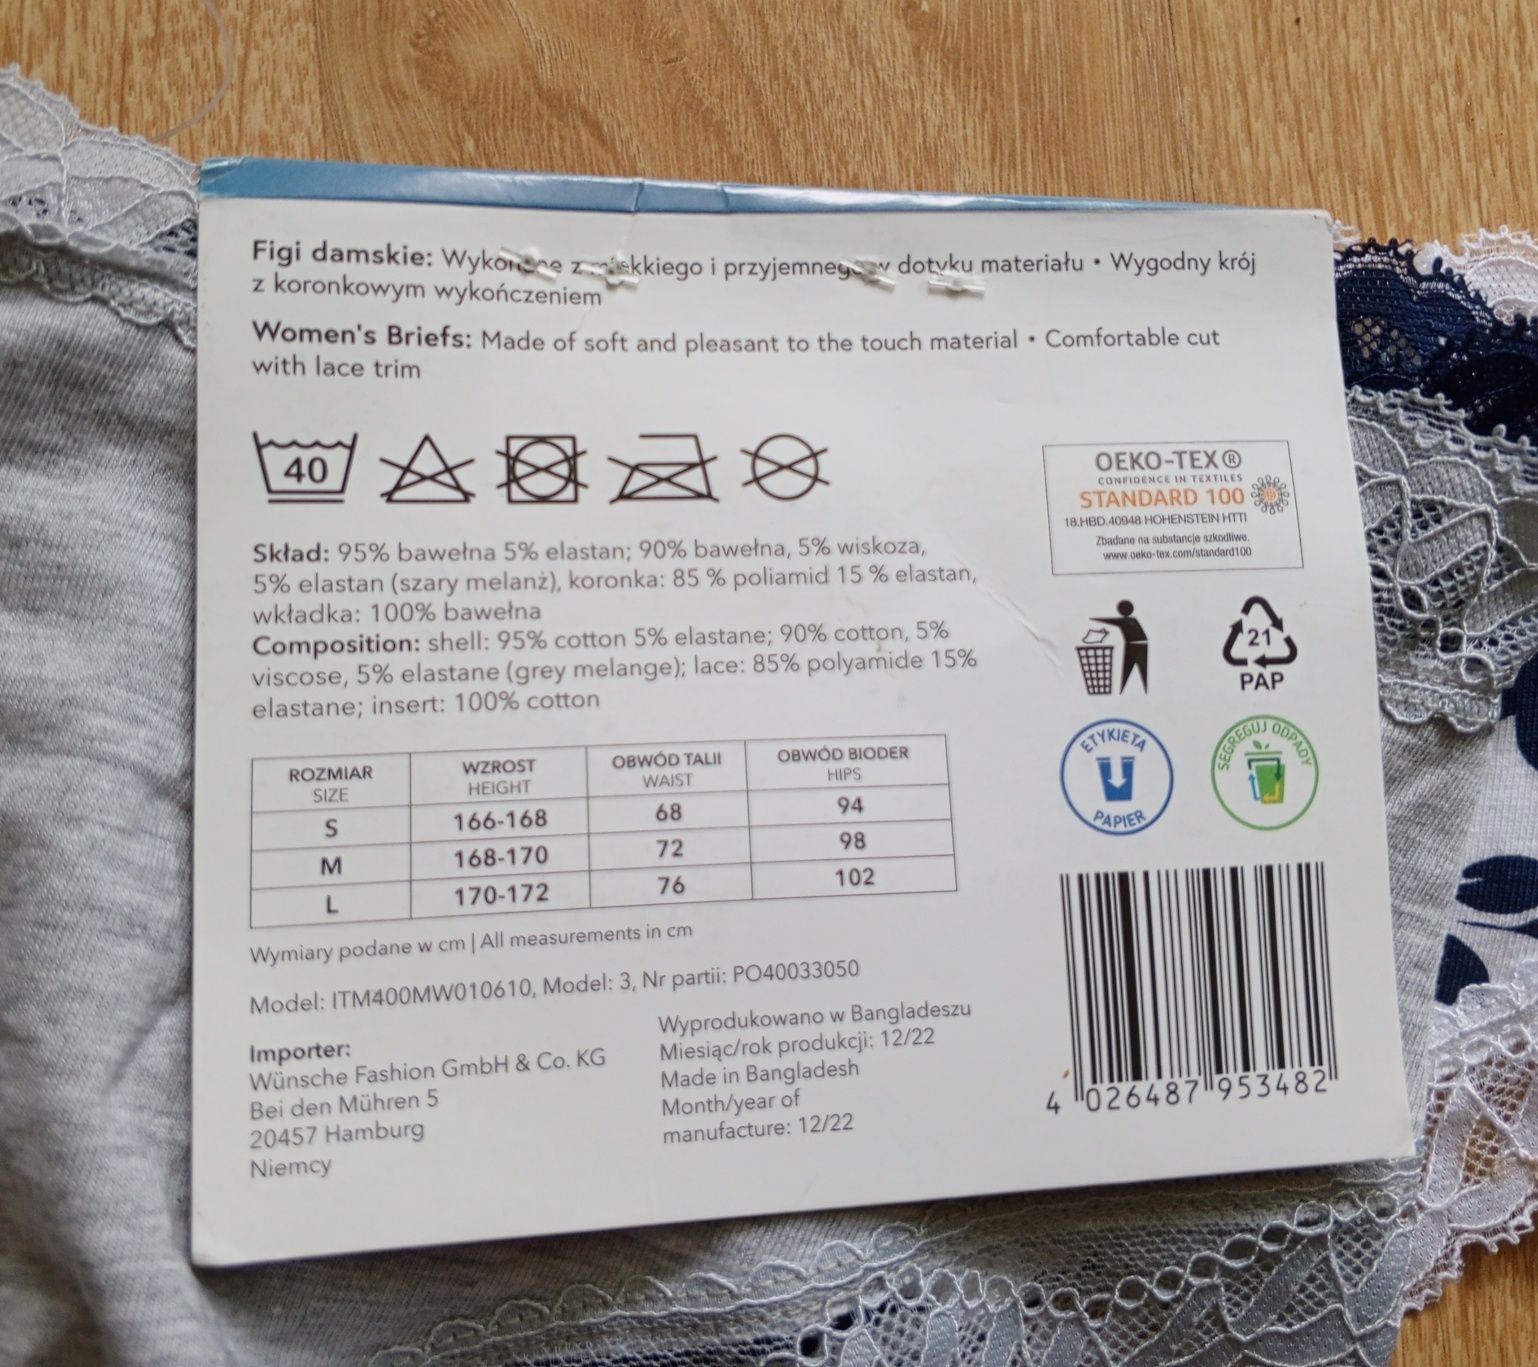 Figi damskie: Wykonane z miękkiego i przyjemnego w dotyku materiału • Wygodny krój
z koronkowym wykończeniem
Women's Briefs: Made of soft and pleasant to the touch material • Comfortable cut
with lace trim
40
OEKO-TEX®
CONFIDENCE IN TEXTILES
STANDARD 100
18.HBD.40948 HOHENSTEIN HTTI
Zbadane na substancje szkodliwe.
www.oeko-tex.com/standard100
Skład: 95% bawełna 5% elastan; 90% bawełna, 5% wiskoza,
5% elastan (szary melanż), koronka: 85 % poliamid 15 % elastan,
wkładka: 100% bawełna
Composition: shell: 95% cotton 5% elastane; 90% cotton, 5%
viscose, 5% elastane (grey melange); lace: 85% polyamide 15%
elastane; insert: 100% cotton
21
PAP
ETYKIETA
PAPIER
SEGREGUJ ODPADY
ROZMIAR WZROST OBWÓD TALII OBWÓD BIODER
SIZE HEIGHT WAIST HIPS
S 166-168 68 94
M 168-170 72 98
L 170-172 76 102
Wymiary podane w cm | All measurements in cm
Model: ITM400MW010610, Model: 3, Nr partii: PO40033050
Importer:
Wünsche Fashion GmbH & Co. KG
Bei den Mühren 5
20457 Hamburg
Niemcy
Wyprodukowano w Bangladeszu
Miesiąc/rok produkcji: 12/22
Made in Bangladesh
Month/year of
manufacture: 12/22
4 026487 953482